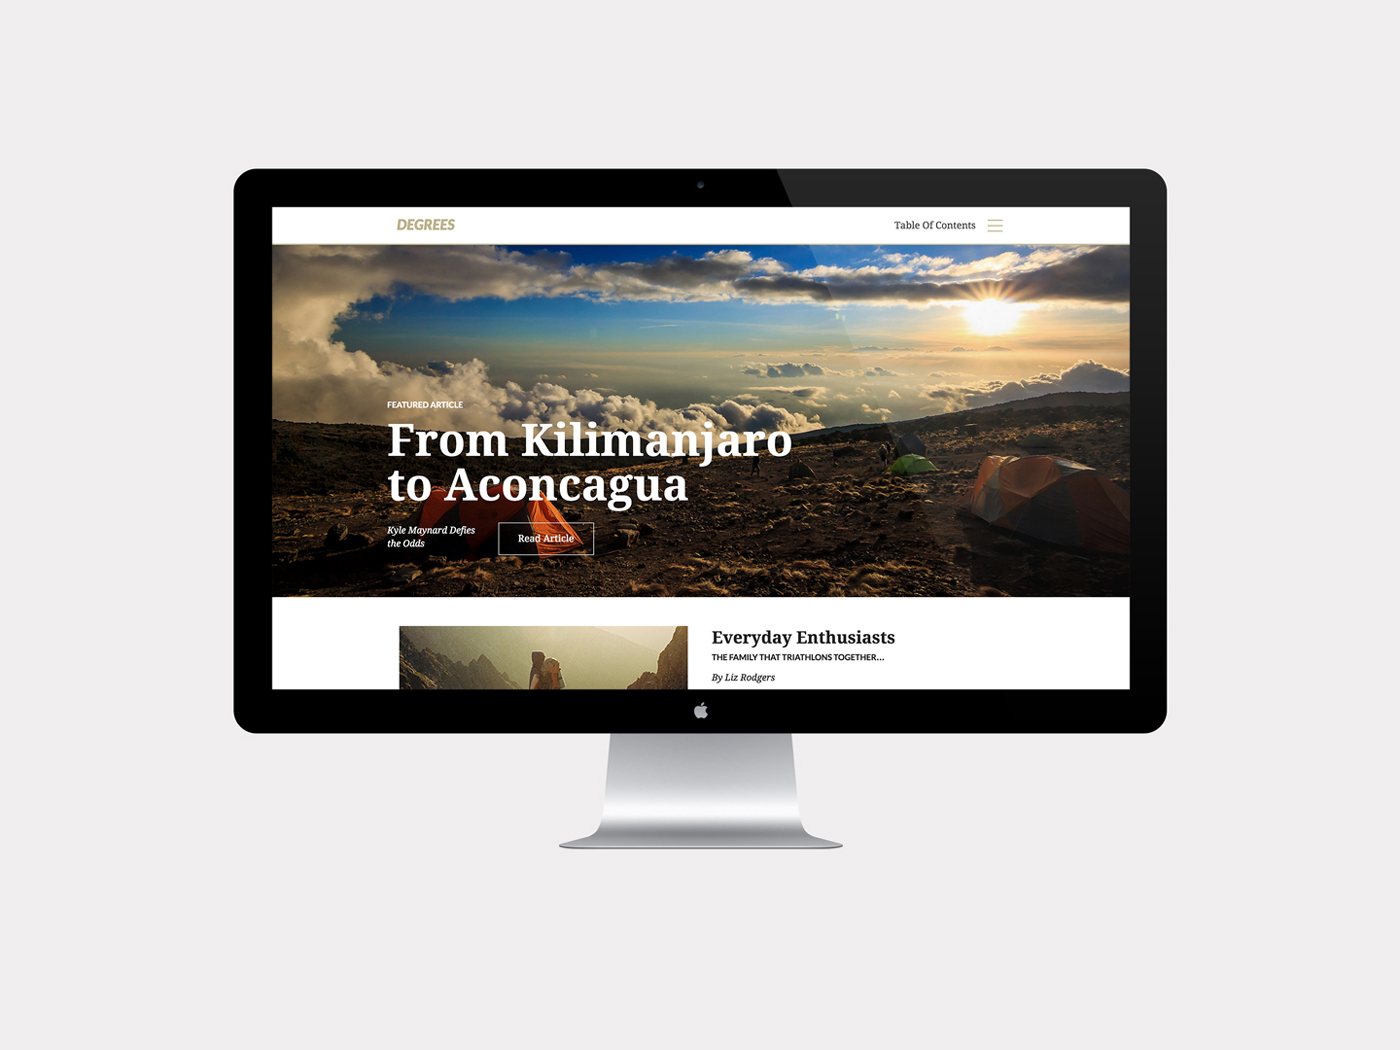 DEGREES
Table Of Contents
FEATURED ARTICLE
From Kilimanjaro
to Aconcagua
Kyle Maynard Defies
the Odds
Read Article
Everyday Enthusiasts
THE FAMILY THAT TRIATHLONS TOGETHER...
By Liz Rodgers